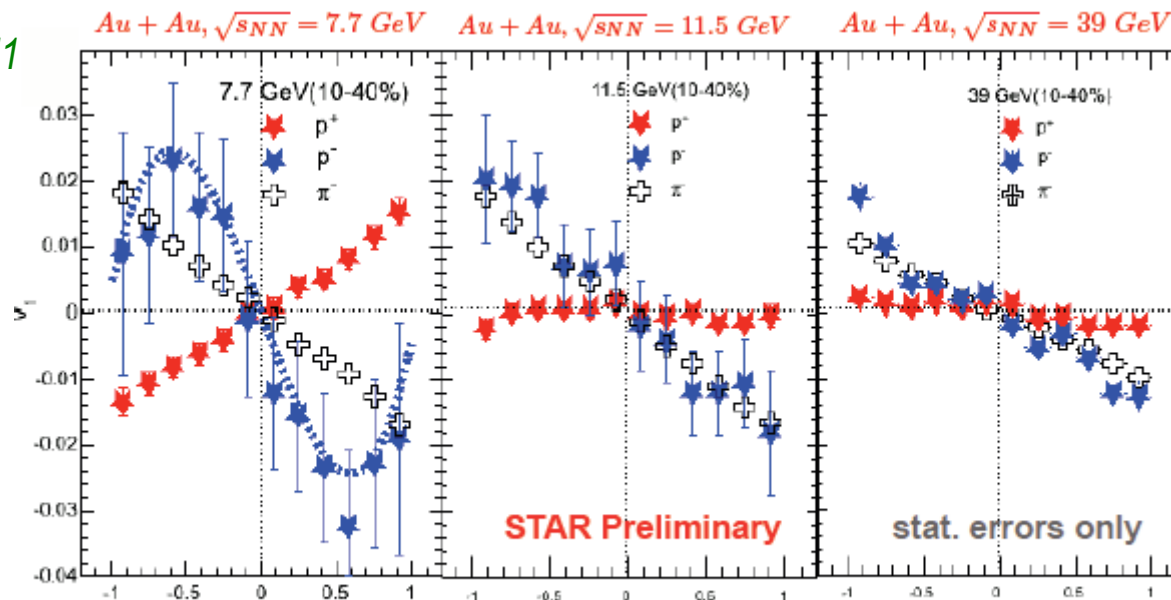 Au + Au, √sNN = 7.7 GeV
Au + Au, √sNN = 11.5 GeV
Au + Au, √sNN = 39 GeV
1
7.7 GeV(10-40%)
p+
p-
π-
11.5 GeV(10-40%)
p-
π-
39 GeV(10-40%)
p+
p-
π-
0.03
0.02
0.01
0
-0.01
-0.02
-0.03
-0.04
STAR Preliminary
stat. errors only
-1 -0.5 0 0.5 1
-1 -0.5 0 0.5 1
-1 -0.5 0 0.5 1